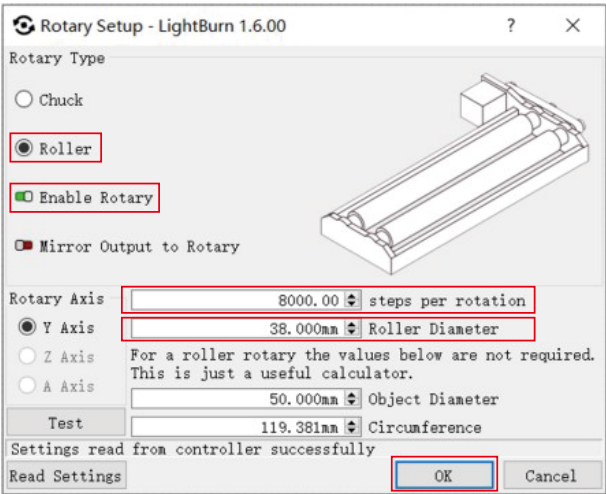 Rotary Setup - LightBurn 1.6.00 ? ×
Rotary Type
Chuck
Roller
Enable Rotary
Mirror Output to Rotary
Rotary Axis
8000.00 steps per rotation
Y Axis
38.000mm Roller Diameter
Z Axis
For a roller rotary the values below are not required.
This is just a useful calculator.
A Axis
50.000mm Object Diameter
Test
119.381mm Circumference
Settings read from controller successfully
Read Settings
OK
Cancel